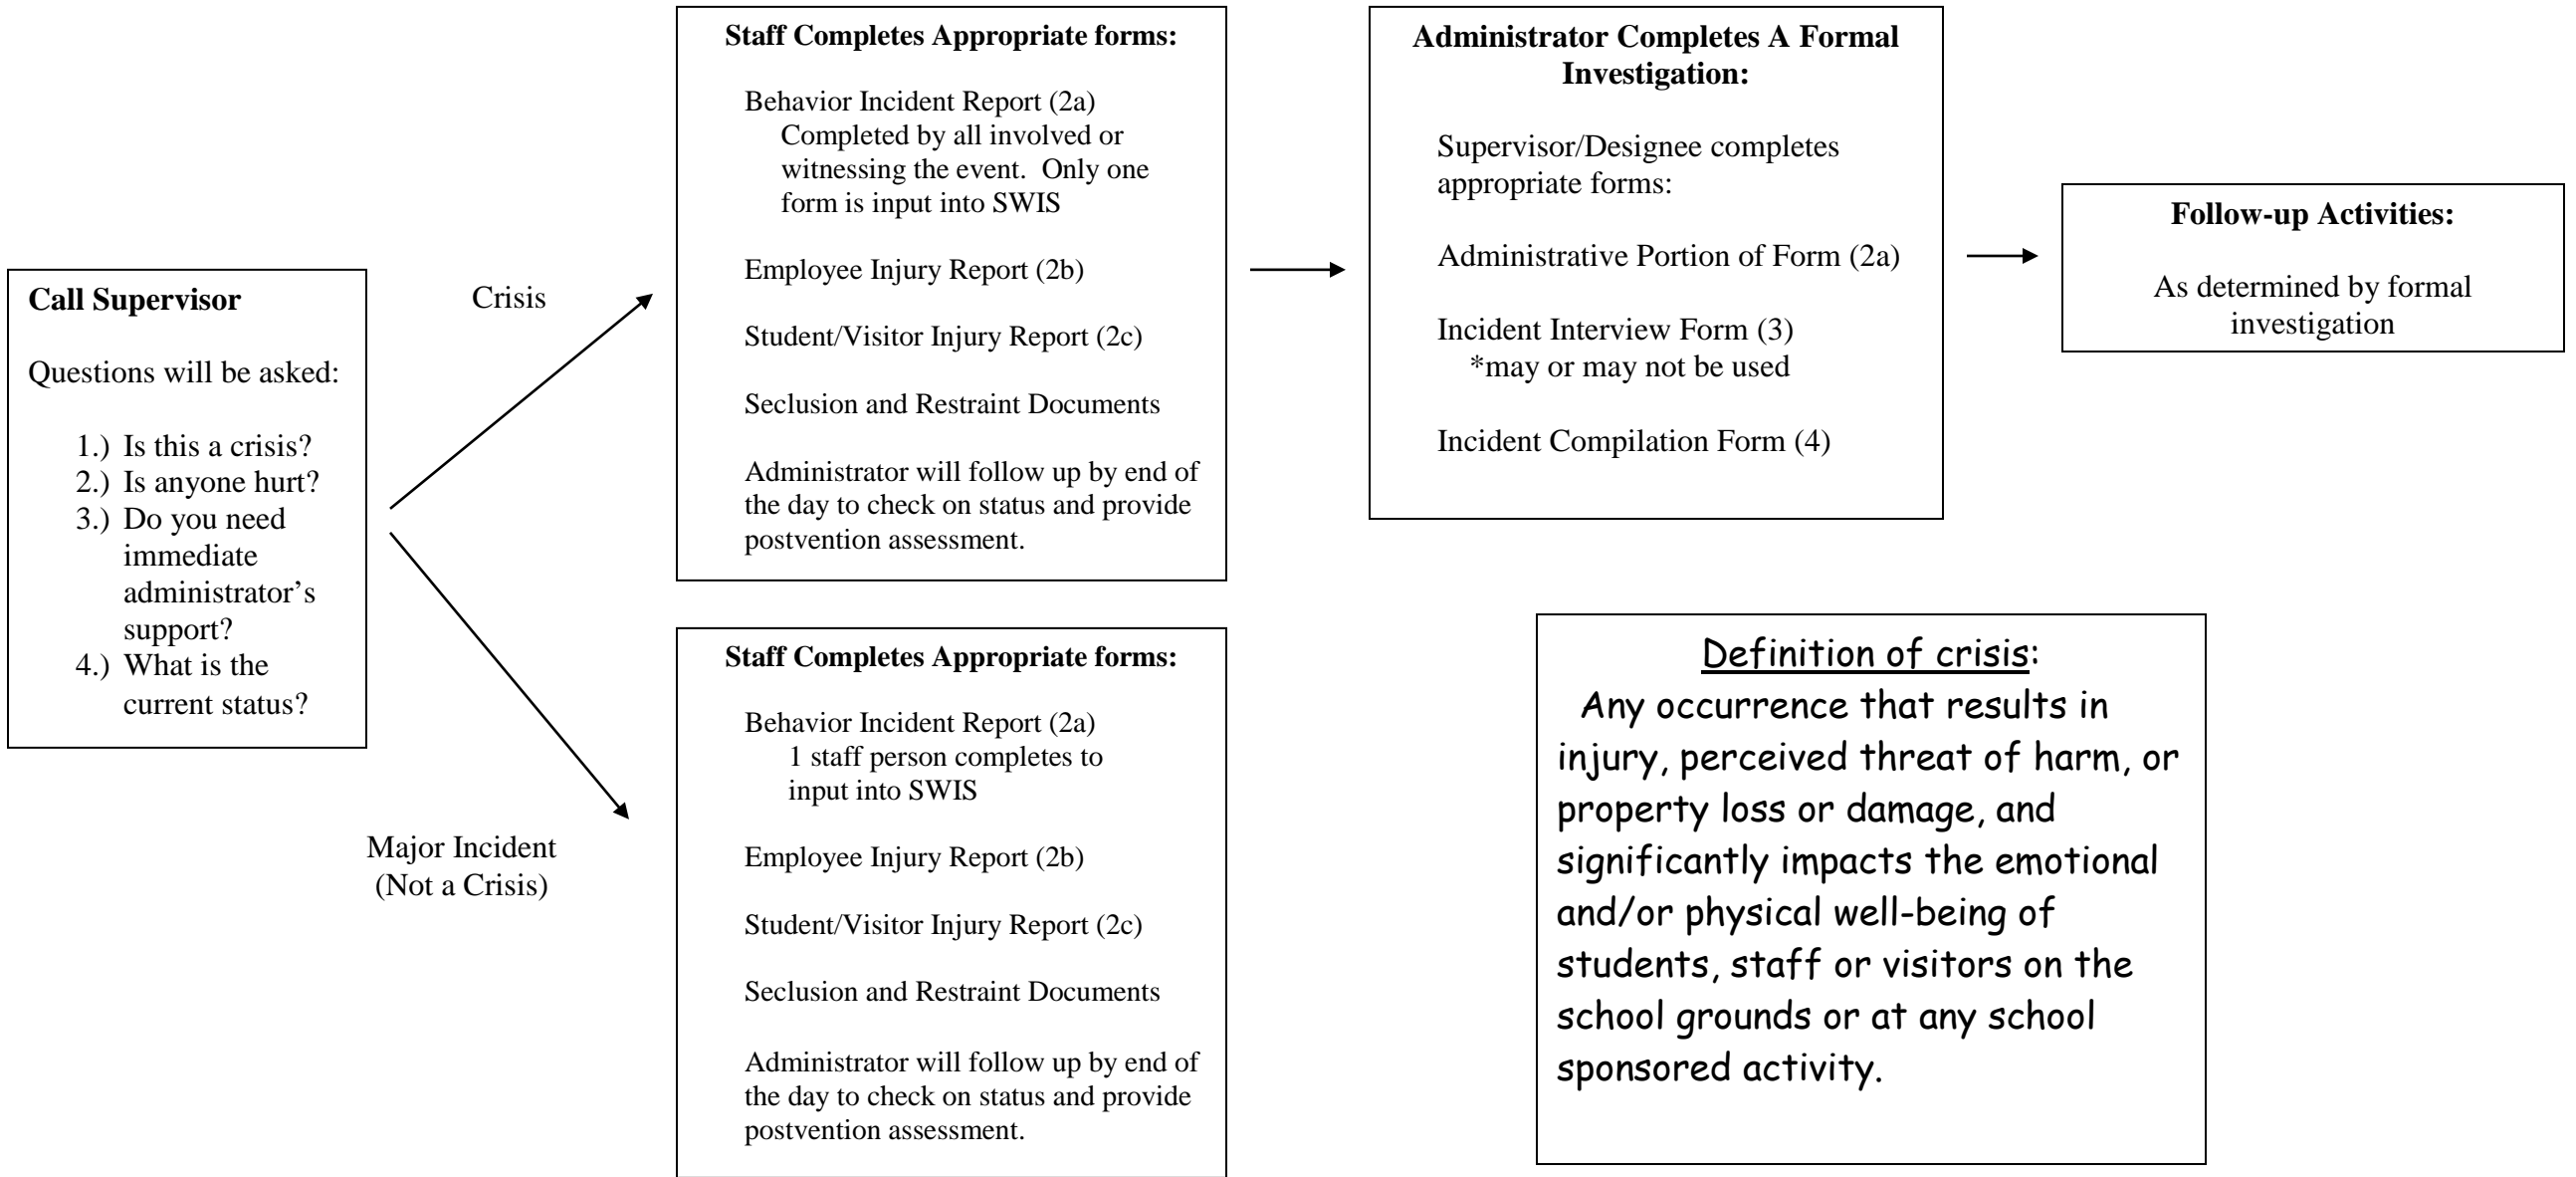 Call Supervisor
Questions will be asked:
1.) Is this a crisis?
2.) Is anyone hurt?
3.) Do you need
immediate
administrator’s
support?
4.) What is the
current status?
Crisis
Major Incident
(Not a Crisis)
Staff Completes Appropriate forms:
Behavior Incident Report (2a)
Completed by all involved or
witnessing the event.  Only one
form is input into SWIS
Employee Injury Report (2b)
Student/Visitor Injury Report (2c)
Seclusion and Restraint Documents
Administrator will follow up by end of
the day to check on status and provide
postvention assessment.
Staff Completes Appropriate forms:
Behavior Incident Report (2a)
1 staff person completes to
input into SWIS
Employee Injury Report (2b)
Student/Visitor Injury Report (2c)
Seclusion and Restraint Documents
Administrator will follow up by end of
the day to check on status and provide
postvention assessment.
Administrator Completes A Formal
Investigation:
Supervisor/Designee completes
appropriate forms:
Administrative Portion of Form (2a)
Incident Interview Form (3)
*may or may not be used
Incident Compilation Form (4)
Follow-up Activities:
As determined by formal
investigation
Definition of crisis:
Any occurrence that results in
injury, perceived threat of harm, or
property loss or damage, and
significantly impacts the emotional
and/or physical well-being of
students, staff or visitors on the
school grounds or at any school
sponsored activity.